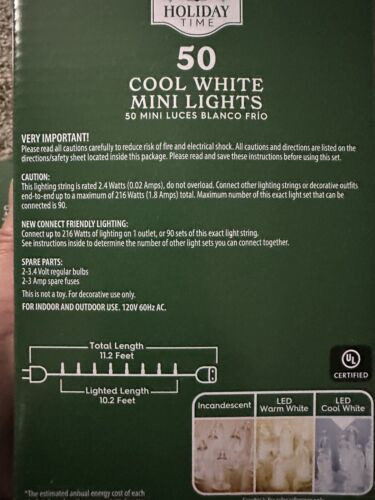 HOLIDAY
TIME
50
COOL WHITE
MINI LIGHTS
50 MINI LUCES BLANCO FRÍO
VERY IMPORTANT!
Please read all cautions carefully to reduce risk of fire and electrical shock. All cautions and directions are listed on the
directions/safety sheet located inside this package. Please read and save these instructions before using this set.
CAUTION:
This lighting string is rated 2.4 Watts (0.02 Amps), do not overload. Connect other lighting strings or decorative outfits
end-to-end up to a maximum of 216 Watts (1.8 Amps) total. Maximum number of this exact light set that can be
connected is 90.
NEW CONNECT FRIENDLY LIGHTING:
Connect up to 216 Watts of lighting on 1 outlet, or 90 sets of this exact light string.
See instructions inside to determine the number of other light sets you can connect together.
SPARE PARTS:
2-3.4 Volt regular bulbs
2-3 Amp spare fuses
This is not a toy. For decorative use only.
FOR INDOOR AND OUTDOOR USE. 120V 60Hz AC.
Total Length
11.2 Feet
Lighted Length
10.2 Feet
UL
CERTIFIED
Incandescent
LED
Warm White
LED
Cool White
*The estimated annual energy cost of each